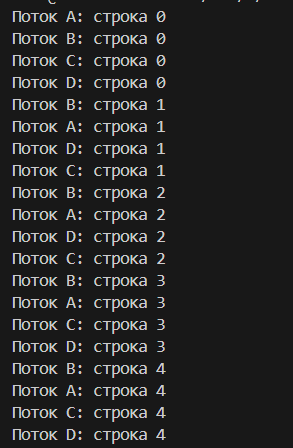 Поток A: строка 0
Поток B: строка 0
Поток C: строка 0
Поток D: строка 0
Поток B: строка 1
Поток A: строка 1
Поток D: строка 1
Поток C: строка 1
Поток B: строка 2
Поток A: строка 2
Поток D: строка 2
Поток C: строка 2
Поток B: строка 3
Поток A: строка 3
Поток C: строка 3
Поток D: строка 3
Поток B: строка 4
Поток A: строка 4
Поток C: строка 4
Поток D: строка 4